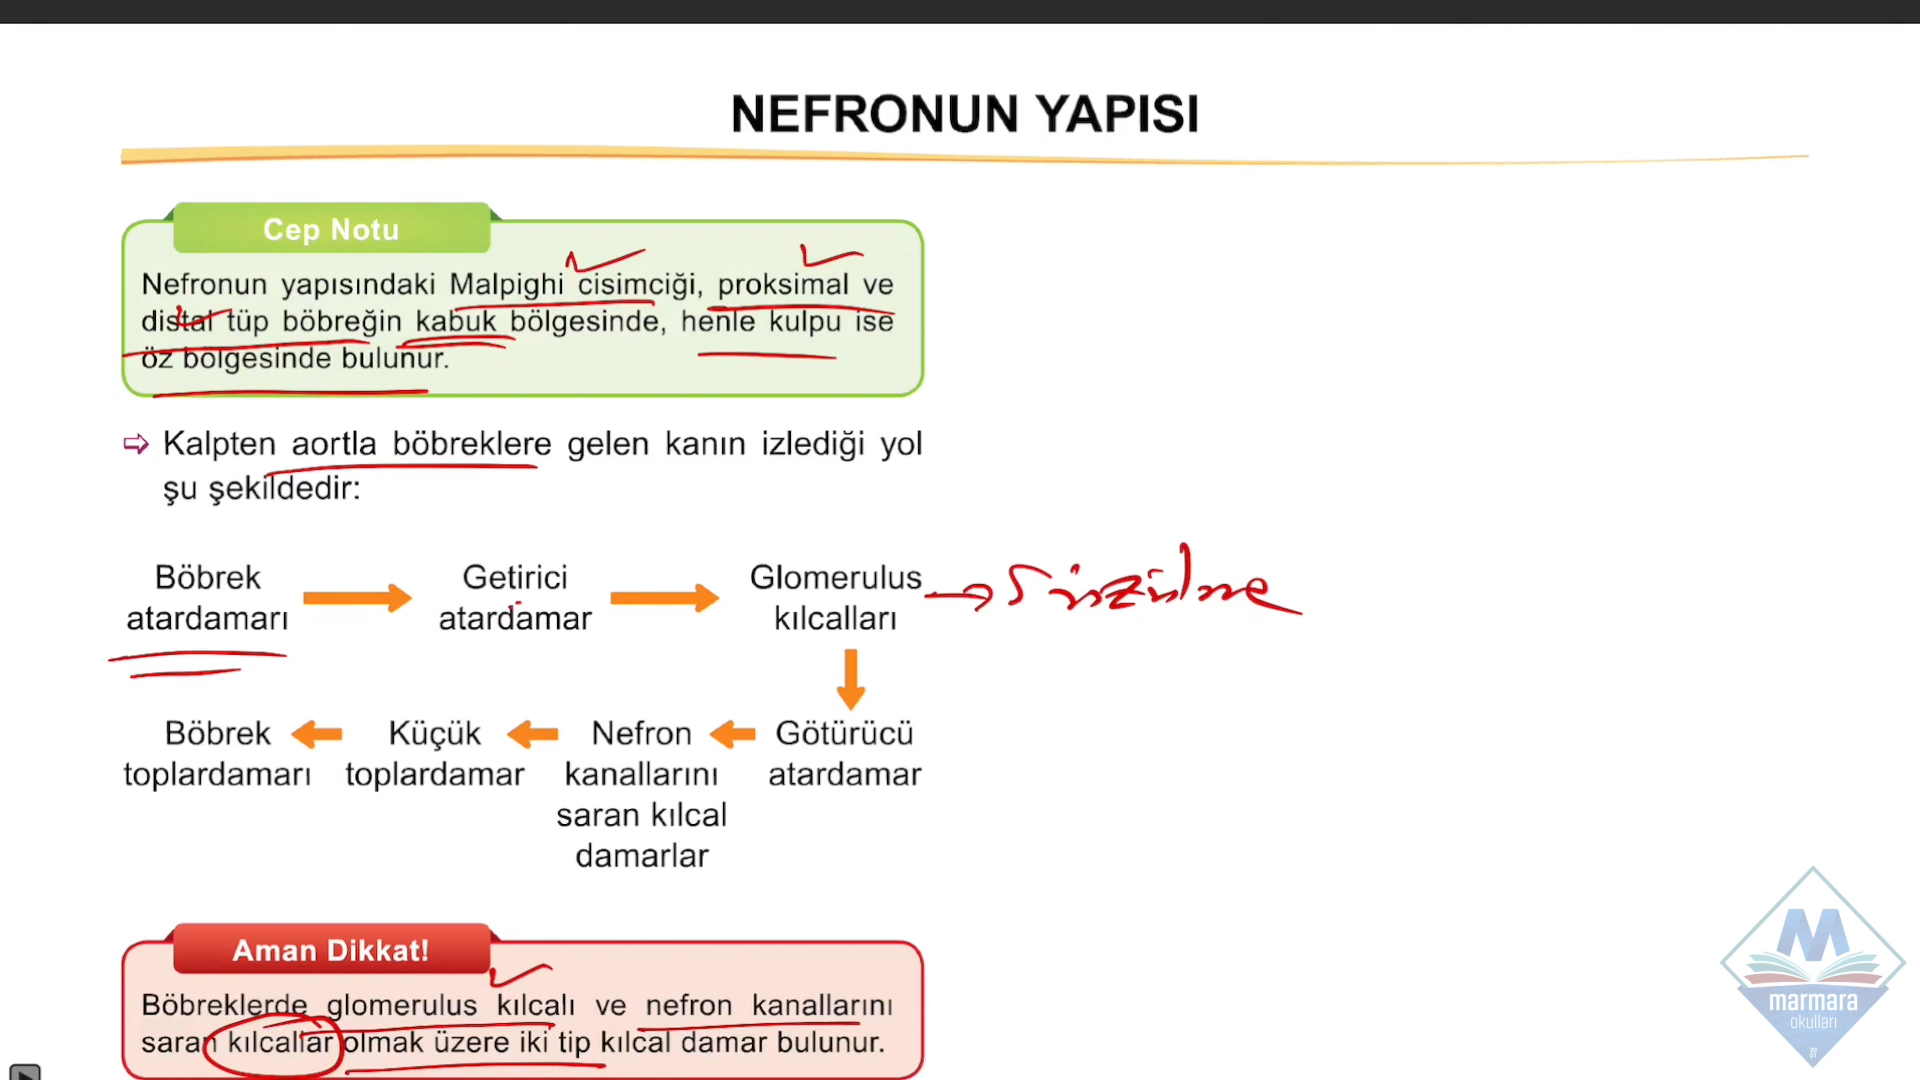 NEFRONUN YAPISI
Cep Notu
Nefronun yapısındaki Malpighi cisimciği, proksimal ve
distal tüp böbreğin kabuk bölgesinde, henle kulpu ise
öz bölgesinde bulunur.
⇨ Kalpten aortla böbreklere gelen kanın izlediği yol
şu şekildedir:
Böbrek
atardamarı
Getirici
atardamar
Glomerulus
kılcalları
Süzülme
Götürücü
atardamar
Nefron
kanallarını
saran kılcal
damarlar
Küçük
toplardamar
Böbrek
toplardamarı
Aman Dikkat!
Böbreklerde glomerulus kılcalı ve nefron kanallarını
saran kılcallar olmak üzere iki tip kılcal damar bulunur.
marmara
okulları